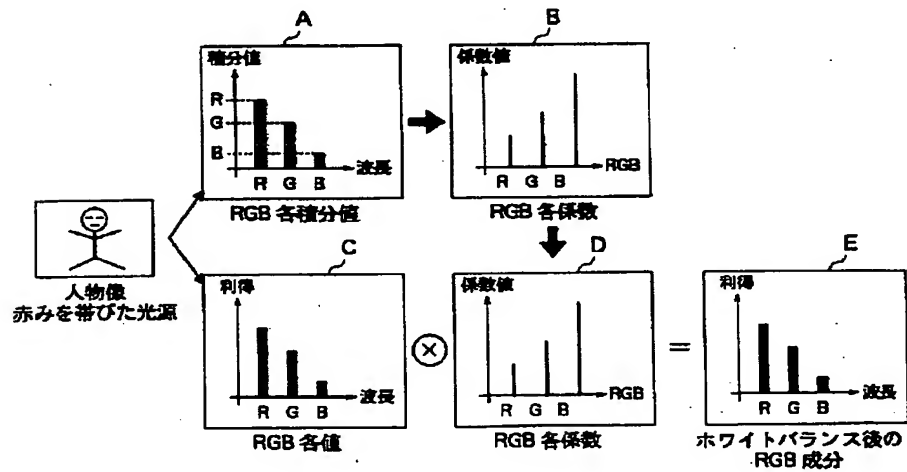 A
積分値
R
G
B
波長
R G B
RGB 各積分値
B
係数値
RGB
R G B
RGB 各係数
人物像
赤みを帯びた光源
C
利得
波長
R G B
RGB 各値
D
係数値
RGB
R G B
RGB 各係数
=
E
利得
波長
R G B
ホワイトバランス後の
RGB 成分